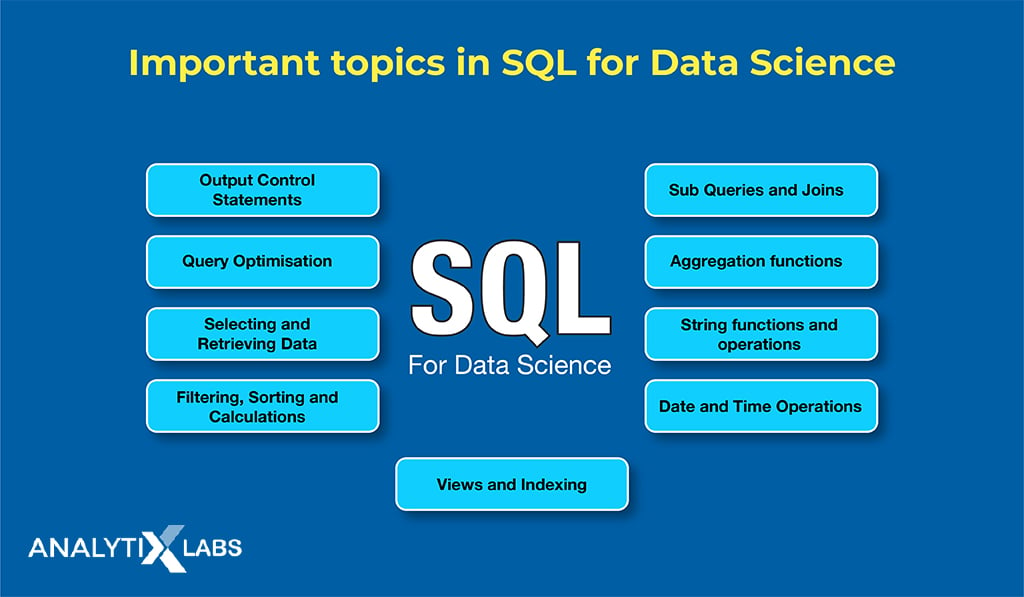 Important topics in SQL for Data Science
Output Control
Statements
Query Optimisation
Selecting and
Retrieving Data
Filtering, Sorting and
Calculations
SQL
For Data Science
Sub Queries and Joins
Aggregation functions
String functions and
operations
Date and Time Operations
Views and Indexing
ANALYTIX LABS